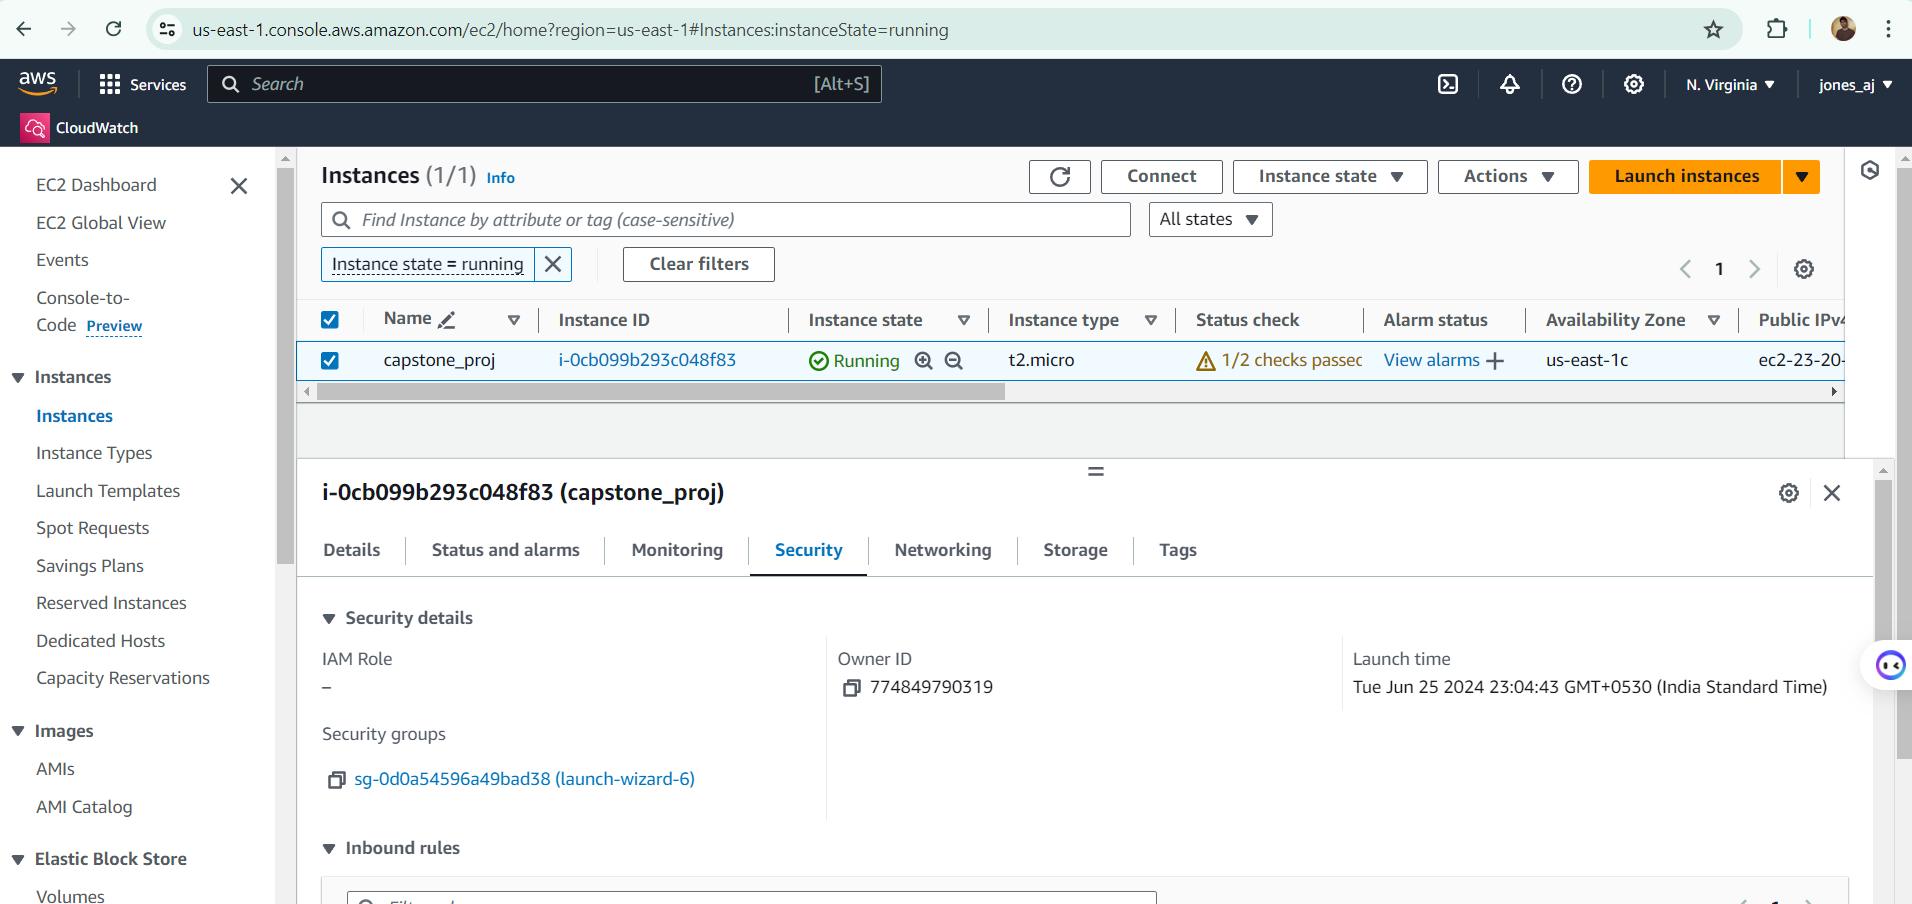 us-east-1.console.aws.amazon.com/ec2/home?region=us-east-1#Instances:instanceState=running
aws
Services
Search
[Alt+S]
N. Virginia
jones_aj
CloudWatch
EC2 Dashboard
EC2 Global View
Events
Console-to-
Code Preview
Instances
Instances
Instance Types
Launch Templates
Spot Requests
Savings Plans
Reserved Instances
Dedicated Hosts
Capacity Reservations
Images
AMIs
AMI Catalog
Elastic Block Store
Volumes
Instances (1/1) Info
Connect
Instance state
Actions
Launch instances
Find Instance by attribute or tag (case-sensitive)
All states
Instance state = running
Clear filters
1
Name Instance ID Instance state Instance type Status check Alarm status Availability Zone Public IPv4
capstone_proj i-0cb099b293c048f83 Running t2.micro 1/2 checks passec View alarms + us-east-1c ec2-23-20-
i-0cb099b293c048f83 (capstone_proj)
Details Status and alarms Monitoring Security Networking Storage Tags
Security details
IAM Role
–
Owner ID
774849790319
Launch time
Tue Jun 25 2024 23:04:43 GMT+0530 (India Standard Time)
Security groups
sg-0d0a54596a49bad38 (launch-wizard-6)
Inbound rules